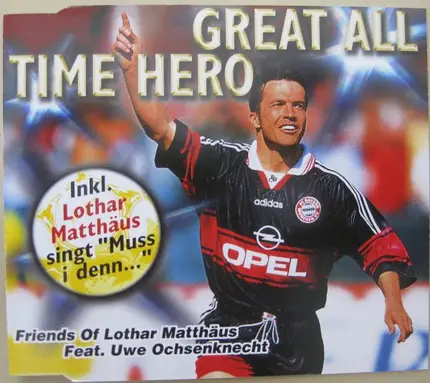 GREAT ALL
TIME HERO
Inkl.
Lothar
Matthäus
singt "Muss
i denn..."
adidas
OPEL
Friends Of Lothar Matthäus
Feat. Uwe Ochsenknecht